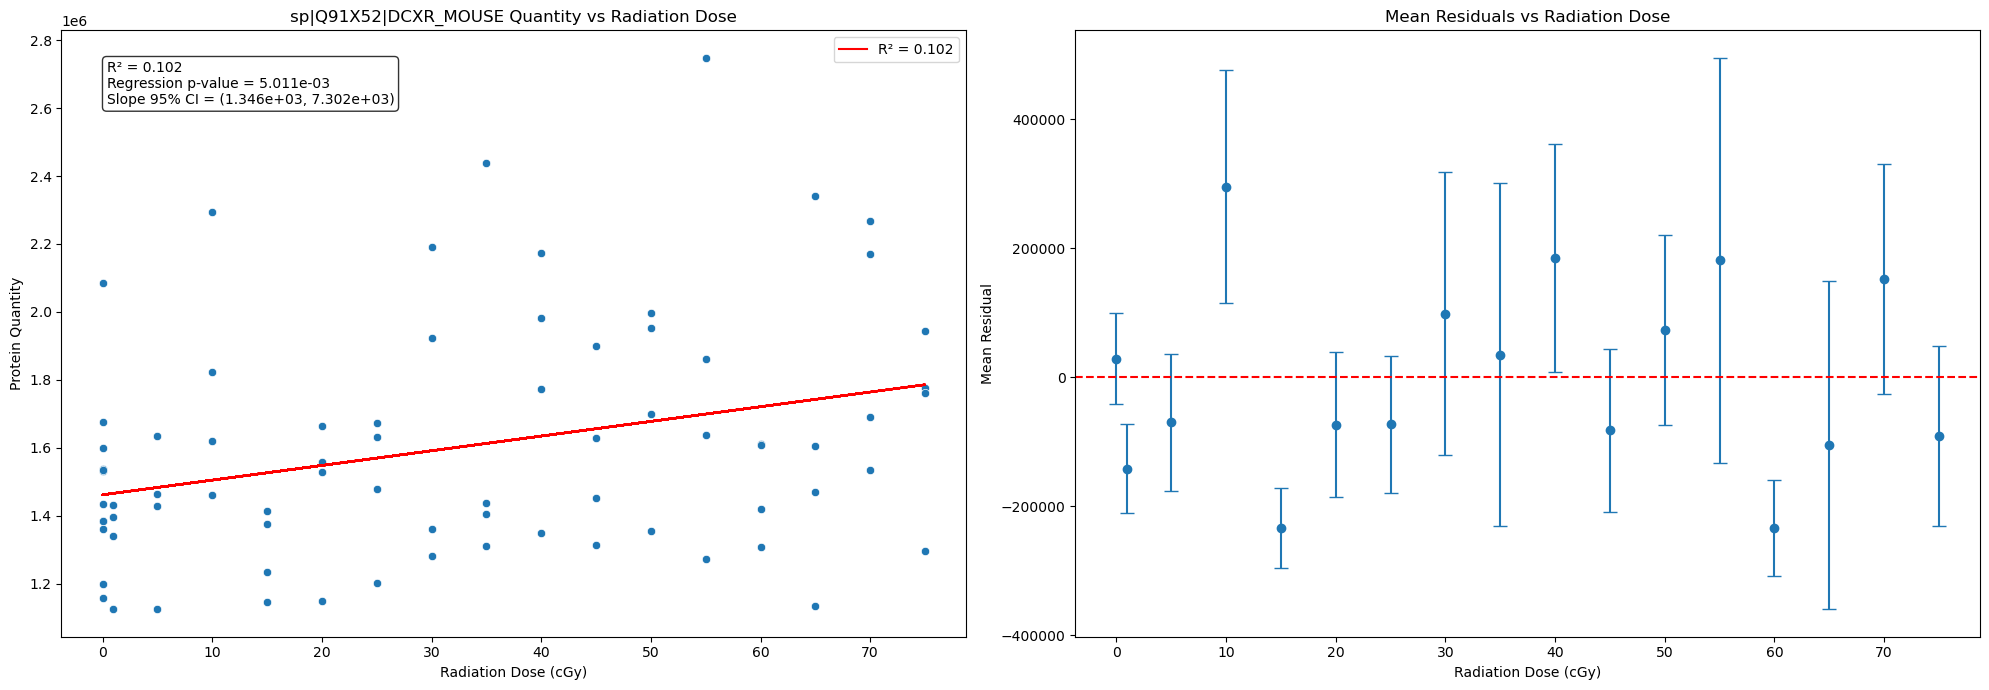 sp|Q91X52|DCXR_MOUSE Quantity vs Radiation Dose
1e6
R² = 0.102
Regression p-value = 5.011e-03
Slope 95% CI = (1.346e+03, 7.302e+03)
R² = 0.102
2.8
2.6
2.4
2.2
2.0
1.8
1.6
1.4
1.2
Protein Quantity
0 10 20 30 40 50 60 70
Radiation Dose (cGy)
Mean Residuals vs Radiation Dose
400000
200000
0
−200000
−400000
Mean Residual
0 10 20 30 40 50 60 70
Radiation Dose (cGy)